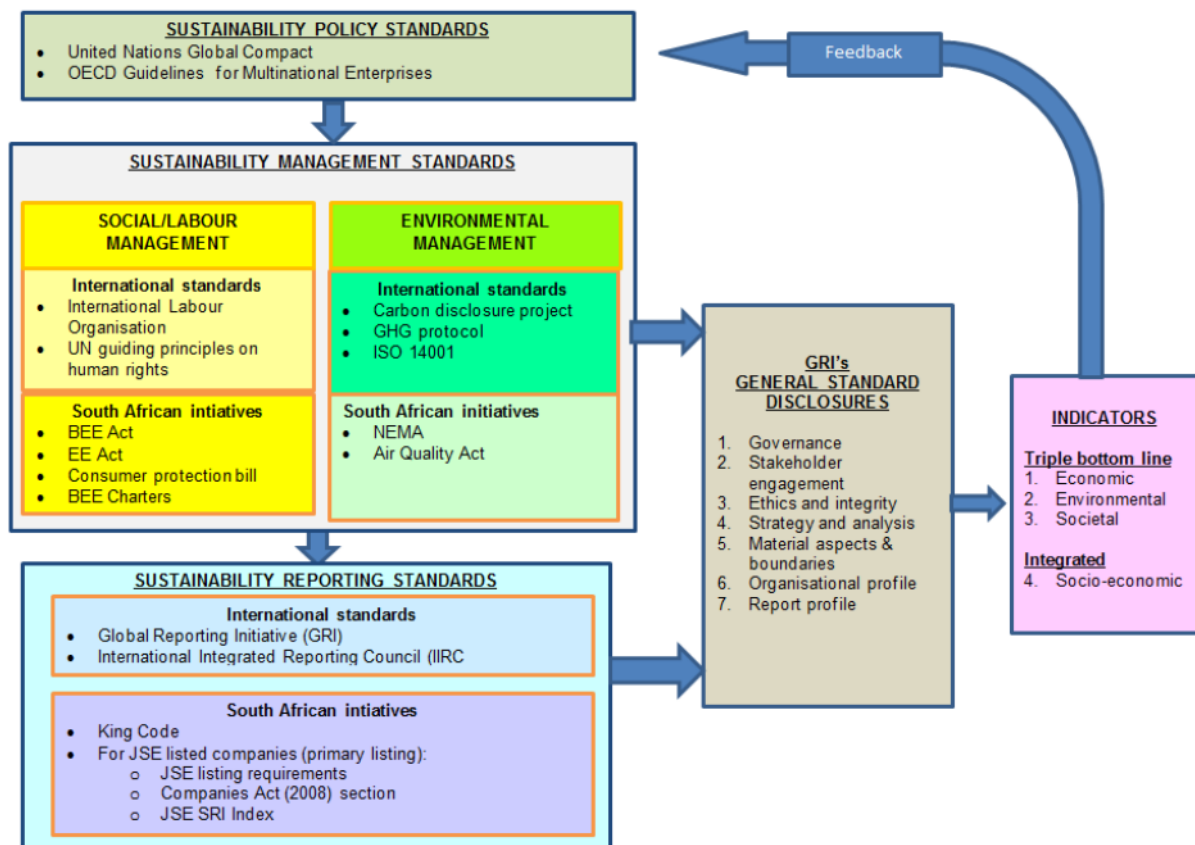 SUSTAINABILITY POLICY STANDARDS
• United Nations Global Compact
• OECD Guidelines for Multinational Enterprises
Feedback
SUSTAINABILITY MANAGEMENT STANDARDS
SOCIAL/LABOUR
MANAGEMENT
International standards
• International Labour
Organisation
• UN guiding principles on
human rights
South African intiatives
• BEE Act
• EE Act
• Consumer protection bill
• BEE Charters
ENVIRONMENTAL
MANAGEMENT
International standards
• Carbon disclosure project
• GHG protocol
• ISO 14001
South African initiatives
• NEMA
• Air Quality Act
SUSTAINABILITY REPORTING STANDARDS
International standards
• Global Reporting Initiative (GRI)
• International Integrated Reporting Council (IIRC
South African intiatives
• King Code
• For JSE listed companies (primary listing):
o JSE listing requirements
o Companies Act (2008) section
o JSE SRI Index
GRI's
GENERAL STANDARD
DISCLOSURES
1. Governance
2. Stakeholder
engagement
3. Ethics and integrity
4. Strategy and analysis
5. Material aspects &
boundaries
6. Organisational profile
7. Report profile
INDICATORS
Triple bottom line
1. Economic
2. Environmental
3. Societal
Integrated
4. Socio-economic